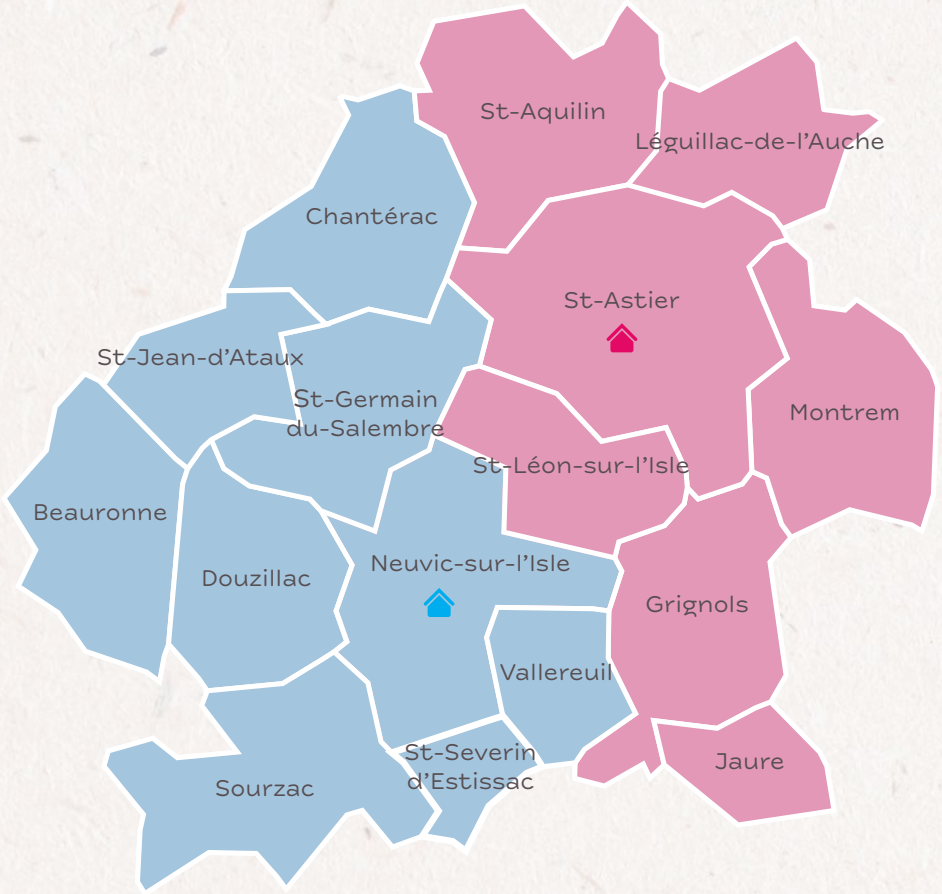 St-Aquilin
Léguillac-de-l'Auche
Chantérac
St-Astier
St-Jean-d'Ataux
St-Germain
du-Salembre
Montrem
St-Léon-sur-l'Isle
Beauronne
Neuvic-sur-l'Isle
Douzillac
Grignols
Vallereuil
St-Severin
d'Estissac
Jaure
Sourzac